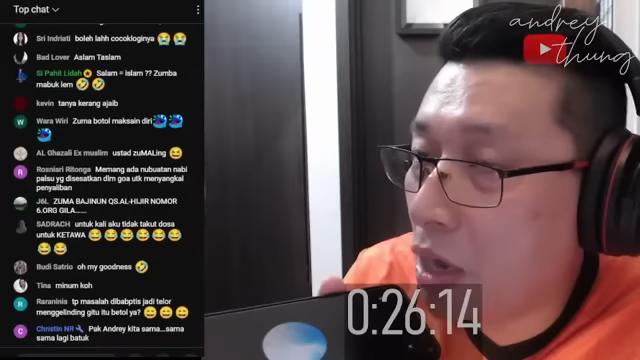 Top chat
Sri Indriati boleh lahh cocokloginya 😂😂
Bad Lover Aslam Taslam
Si Pahit Lidah Salam = islam ?? Zumba
mabuk lem 🤣🤣
kevin tanya kerang ajaib
Wara Wiri Zuma botol maksain diri
AL Ghazali Ex muslim ustad zuMALing 😆
Rosniari Ritonga Memang ada nubuatan nabi
palsu yg disesatkan dlm goa utk menyangkal
penyaliban
J6L ZUMA BAJINUN QS.AL-HIJIR NOMOR
6.ORG GILA......
SADRACH untuk kali aku tidak takut dosa
untuk KETAWA 😂😂😂😂😂😂
😂😂
Budi Satrio oh my goodness 🤣
Tina minum koh
Raraninis tp masalah dibabtis jadi telor
menggelinding gitu itu betol ya? 😄😄😄
Christin NR Pak Andrey kita sama...sama
sama lagi batuk
andrey
thung
0:26:14